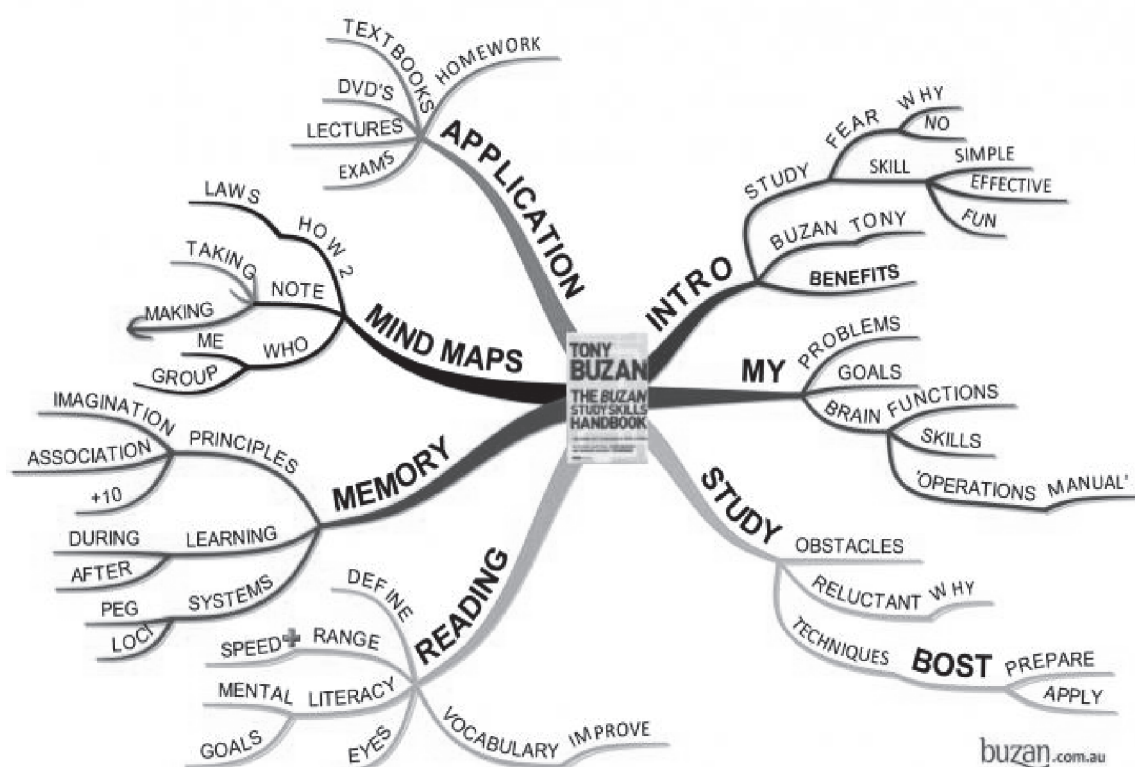 TONY
BUZAN
THE BUZAN
STUDY SKILLS
HANDBOOK
INTRO
STUDY
FEAR
WHY
NO
SKILL
SIMPLE
EFFECTIVE
FUN
BUZAN TONY
BENEFITS
MY
PROBLEMS
GOALS
BRAIN FUNCTIONS
SKILLS
'OPERATIONS MANUAL'
STUDY
OBSTACLES
RELUCTANT WHY
TECHNIQUES
BOST
PREPARE
APPLY
READING
DEFINE
RANGE
SPEED+
LITERACY
MENTAL
GOALS
EYES
VOCABULARY IMPROVE
MEMORY
PRINCIPLES
IMAGINATION
ASSOCIATION
+10
LEARNING
DURING
AFTER
SYSTEMS
PEG
LOCI
MIND MAPS
HOW 2
LAWS
NOTE
TAKING
MAKING
WHO
ME
GROUP
APPLICATION
TEXTBOOKS
DVD'S
LECTURES
EXAMS
HOMEWORK
buzan.com.au